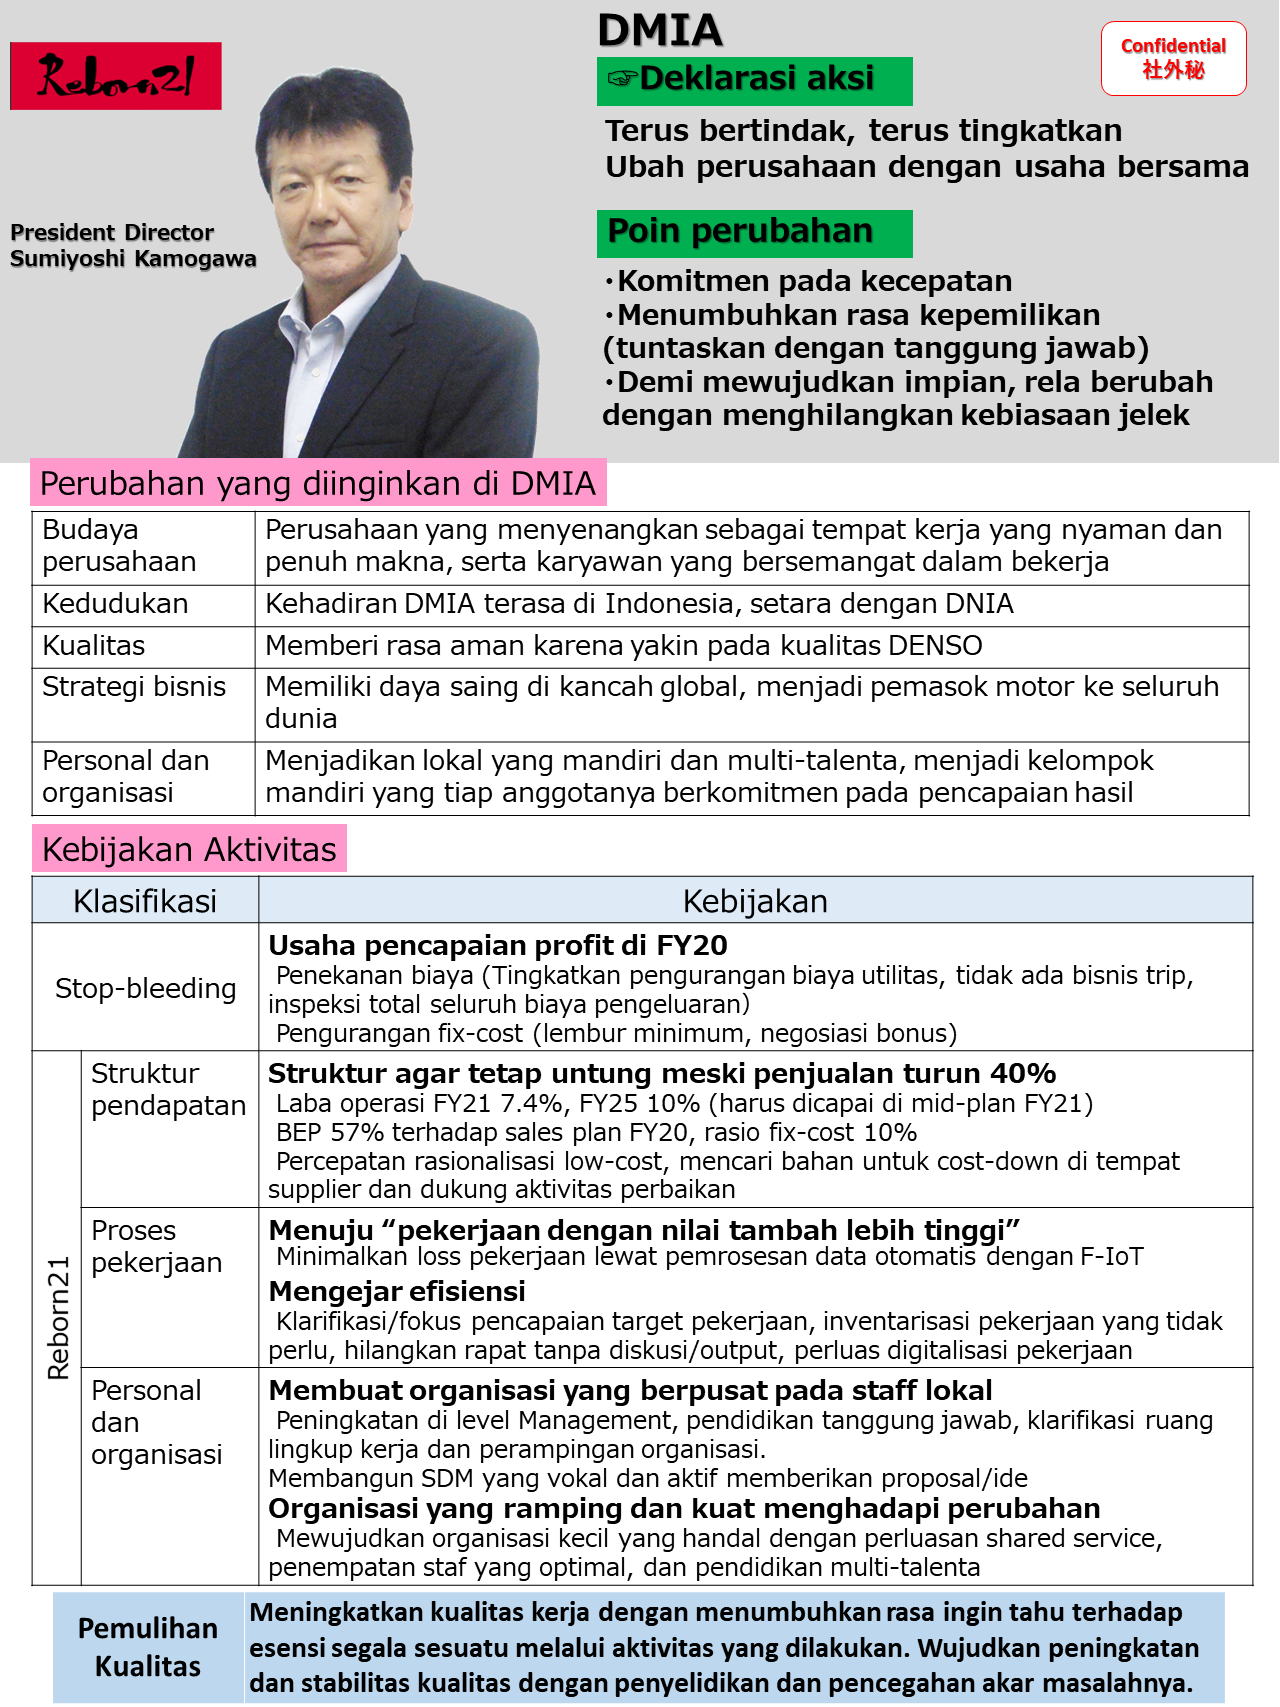 DMIA
Reborn21
Confidential
社外秘
☞Deklarasi aksi
Terus bertindak, terus tingkatkan
Ubah perusahaan dengan usaha bersama
President Director
Sumiyoshi Kamogawa
Poin perubahan
・Komitmen pada kecepatan
・Menumbuhkan rasa kepemilikan
(tuntaskan dengan tanggung jawab)
・Demi mewujudkan impian, rela berubah
dengan menghilangkan kebiasaan jelek
Perubahan yang diinginkan di DMIA
Budaya
perusahaan
Perusahaan yang menyenangkan sebagai tempat kerja yang nyaman dan
penuh makna, serta karyawan yang bersemangat dalam bekerja
Kedudukan
Kehadiran DMIA terasa di Indonesia, setara dengan DNIA
Kualitas
Memberi rasa aman karena yakin pada kualitas DENSO
Strategi bisnis
Memiliki daya saing di kancah global, menjadi pemasok motor ke seluruh
dunia
Personal dan
organisasi
Menjadikan lokal yang mandiri dan multi-talenta, menjadi kelompok
mandiri yang tiap anggotanya berkomitmen pada pencapaian hasil
Kebijakan Aktivitas
Klasifikasi
Kebijakan
Stop-bleeding
Usaha pencapaian profit di FY20
Penekanan biaya (Tingkatkan pengurangan biaya utilitas, tidak ada bisnis trip,
inspeksi total seluruh biaya pengeluaran)
Pengurangan fix-cost (lembur minimum, negosiasi bonus)
Reborn21
Struktur
pendapatan
Struktur agar tetap untung meski penjualan turun 40%
Laba operasi FY21 7.4%, FY25 10% (harus dicapai di mid-plan FY21)
BEP 57% terhadap sales plan FY20, rasio fix-cost 10%
Percepatan rasionalisasi low-cost, mencari bahan untuk cost-down di tempat
supplier dan dukung aktivitas perbaikan
Proses
pekerjaan
Menuju “pekerjaan dengan nilai tambah lebih tinggi”
Minimalkan loss pekerjaan lewat pemrosesan data otomatis dengan F-IoT
Mengejar efisiensi
Klarifikasi/fokus pencapaian target pekerjaan, inventarisasi pekerjaan yang tidak
perlu, hilangkan rapat tanpa diskusi/output, perluas digitalisasi pekerjaan
Personal
dan
organisasi
Membuat organisasi yang berpusat pada staff lokal
Peningkatan di level Management, pendidikan tanggung jawab, klarifikasi ruang
lingkup kerja dan perampingan organisasi.
Membangun SDM yang vokal dan aktif memberikan proposal/ide
Organisasi yang ramping dan kuat menghadapi perubahan
Mewujudkan organisasi kecil yang handal dengan perluasan shared service,
penempatan staf yang optimal, dan pendidikan multi-talenta
Pemulihan
Kualitas
Meningkatkan kualitas kerja dengan menumbuhkan rasa ingin tahu terhadap
esensi segala sesuatu melalui aktivitas yang dilakukan. Wujudkan peningkatan
dan stabilitas kualitas dengan penyelidikan dan pencegahan akar masalahnya.